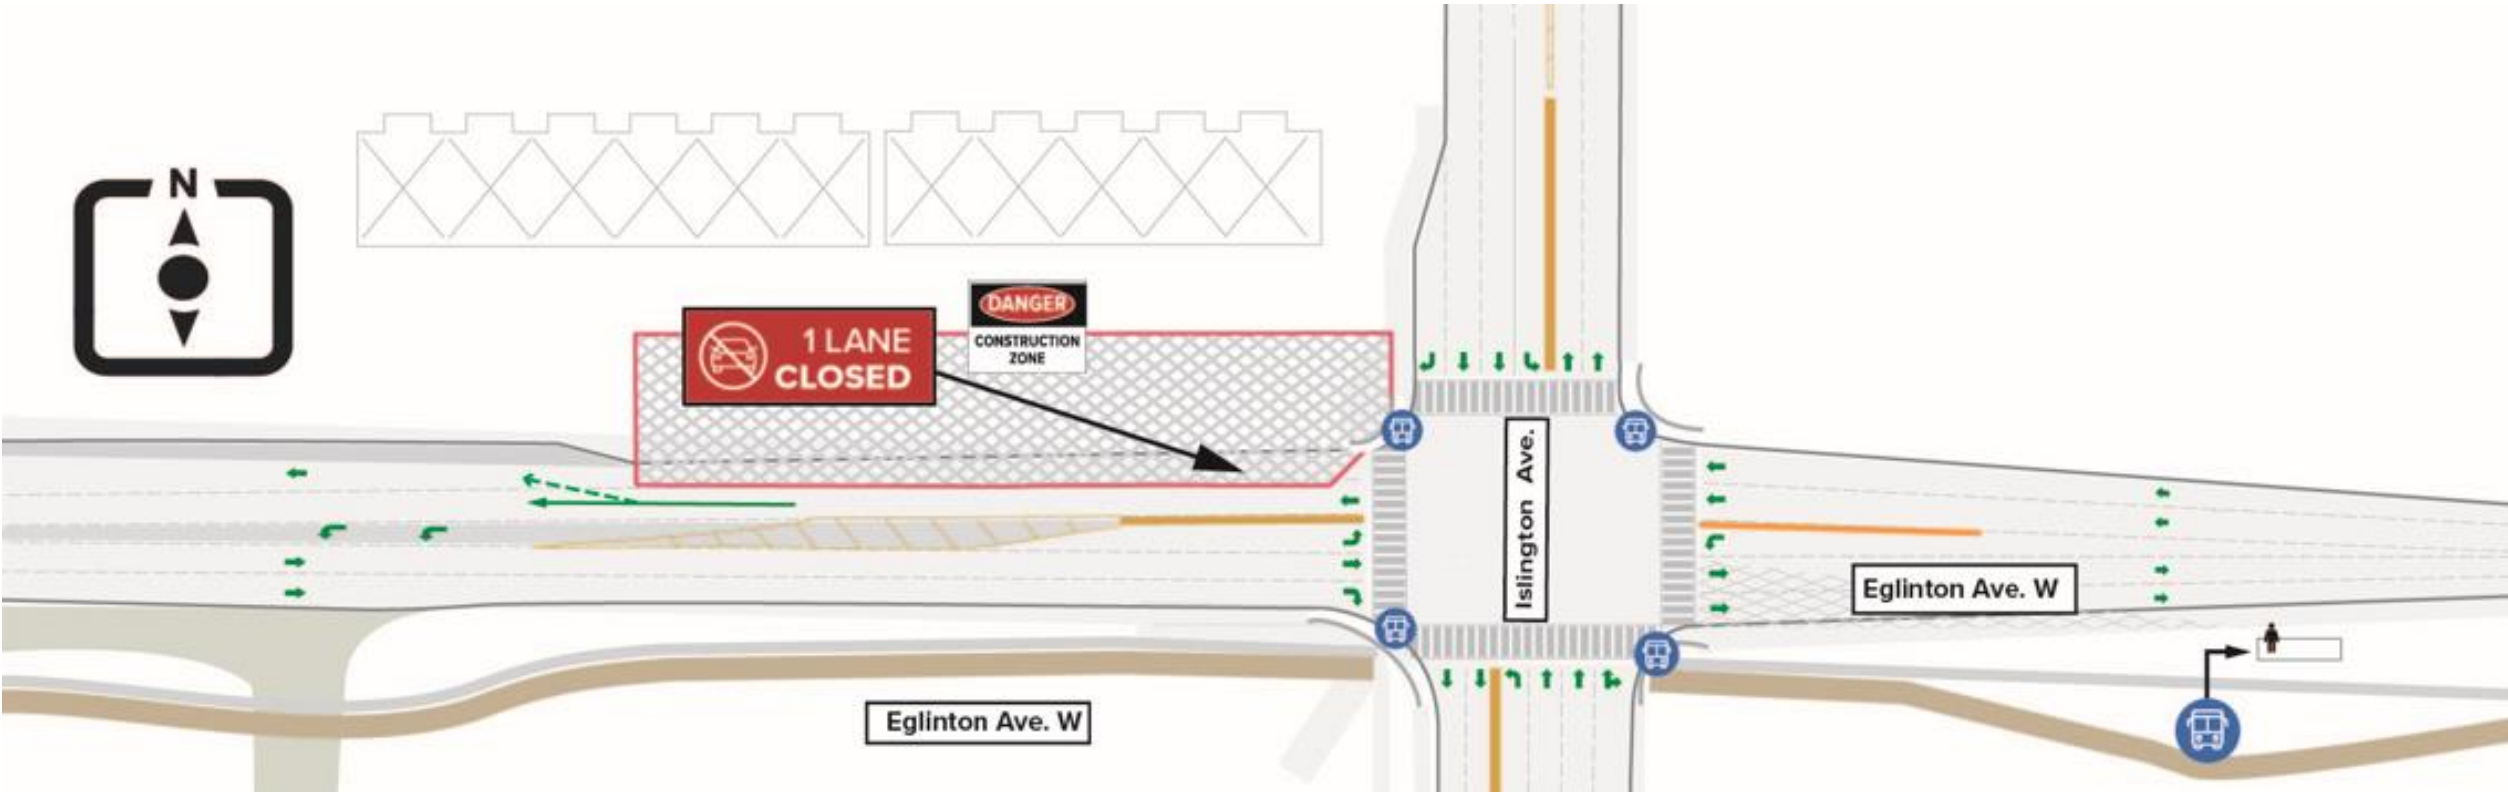 N
DANGER
CONSTRUCTION
ZONE
1 LANE
CLOSED
Islington Ave.
Eglinton Ave. W
Eglinton Ave. W